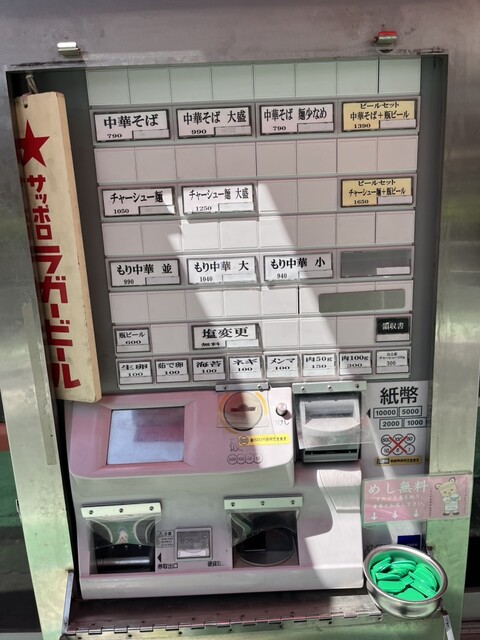 中華そば
790
中華そば 大盛
990
中華そば 麺少なめ
790
ビールセット
中華そば+瓶ビール
1390
チャーシュー麺
1050
チャーシュー麺 大盛
1250
ビールセット
チャーシュー麺+瓶ビール
1650
もり中華 並
990
もり中華 大
1040
もり中華 小
940
瓶ビール
600
塩変更
無料
領収書
生卵
100
茹で卵
100
海苔
100
ネギ
100
メンマ
100
肉50g
150
肉100g
300
300
★サッポロラガービール
紙幣
10000 5000
2000 1000
めし無料